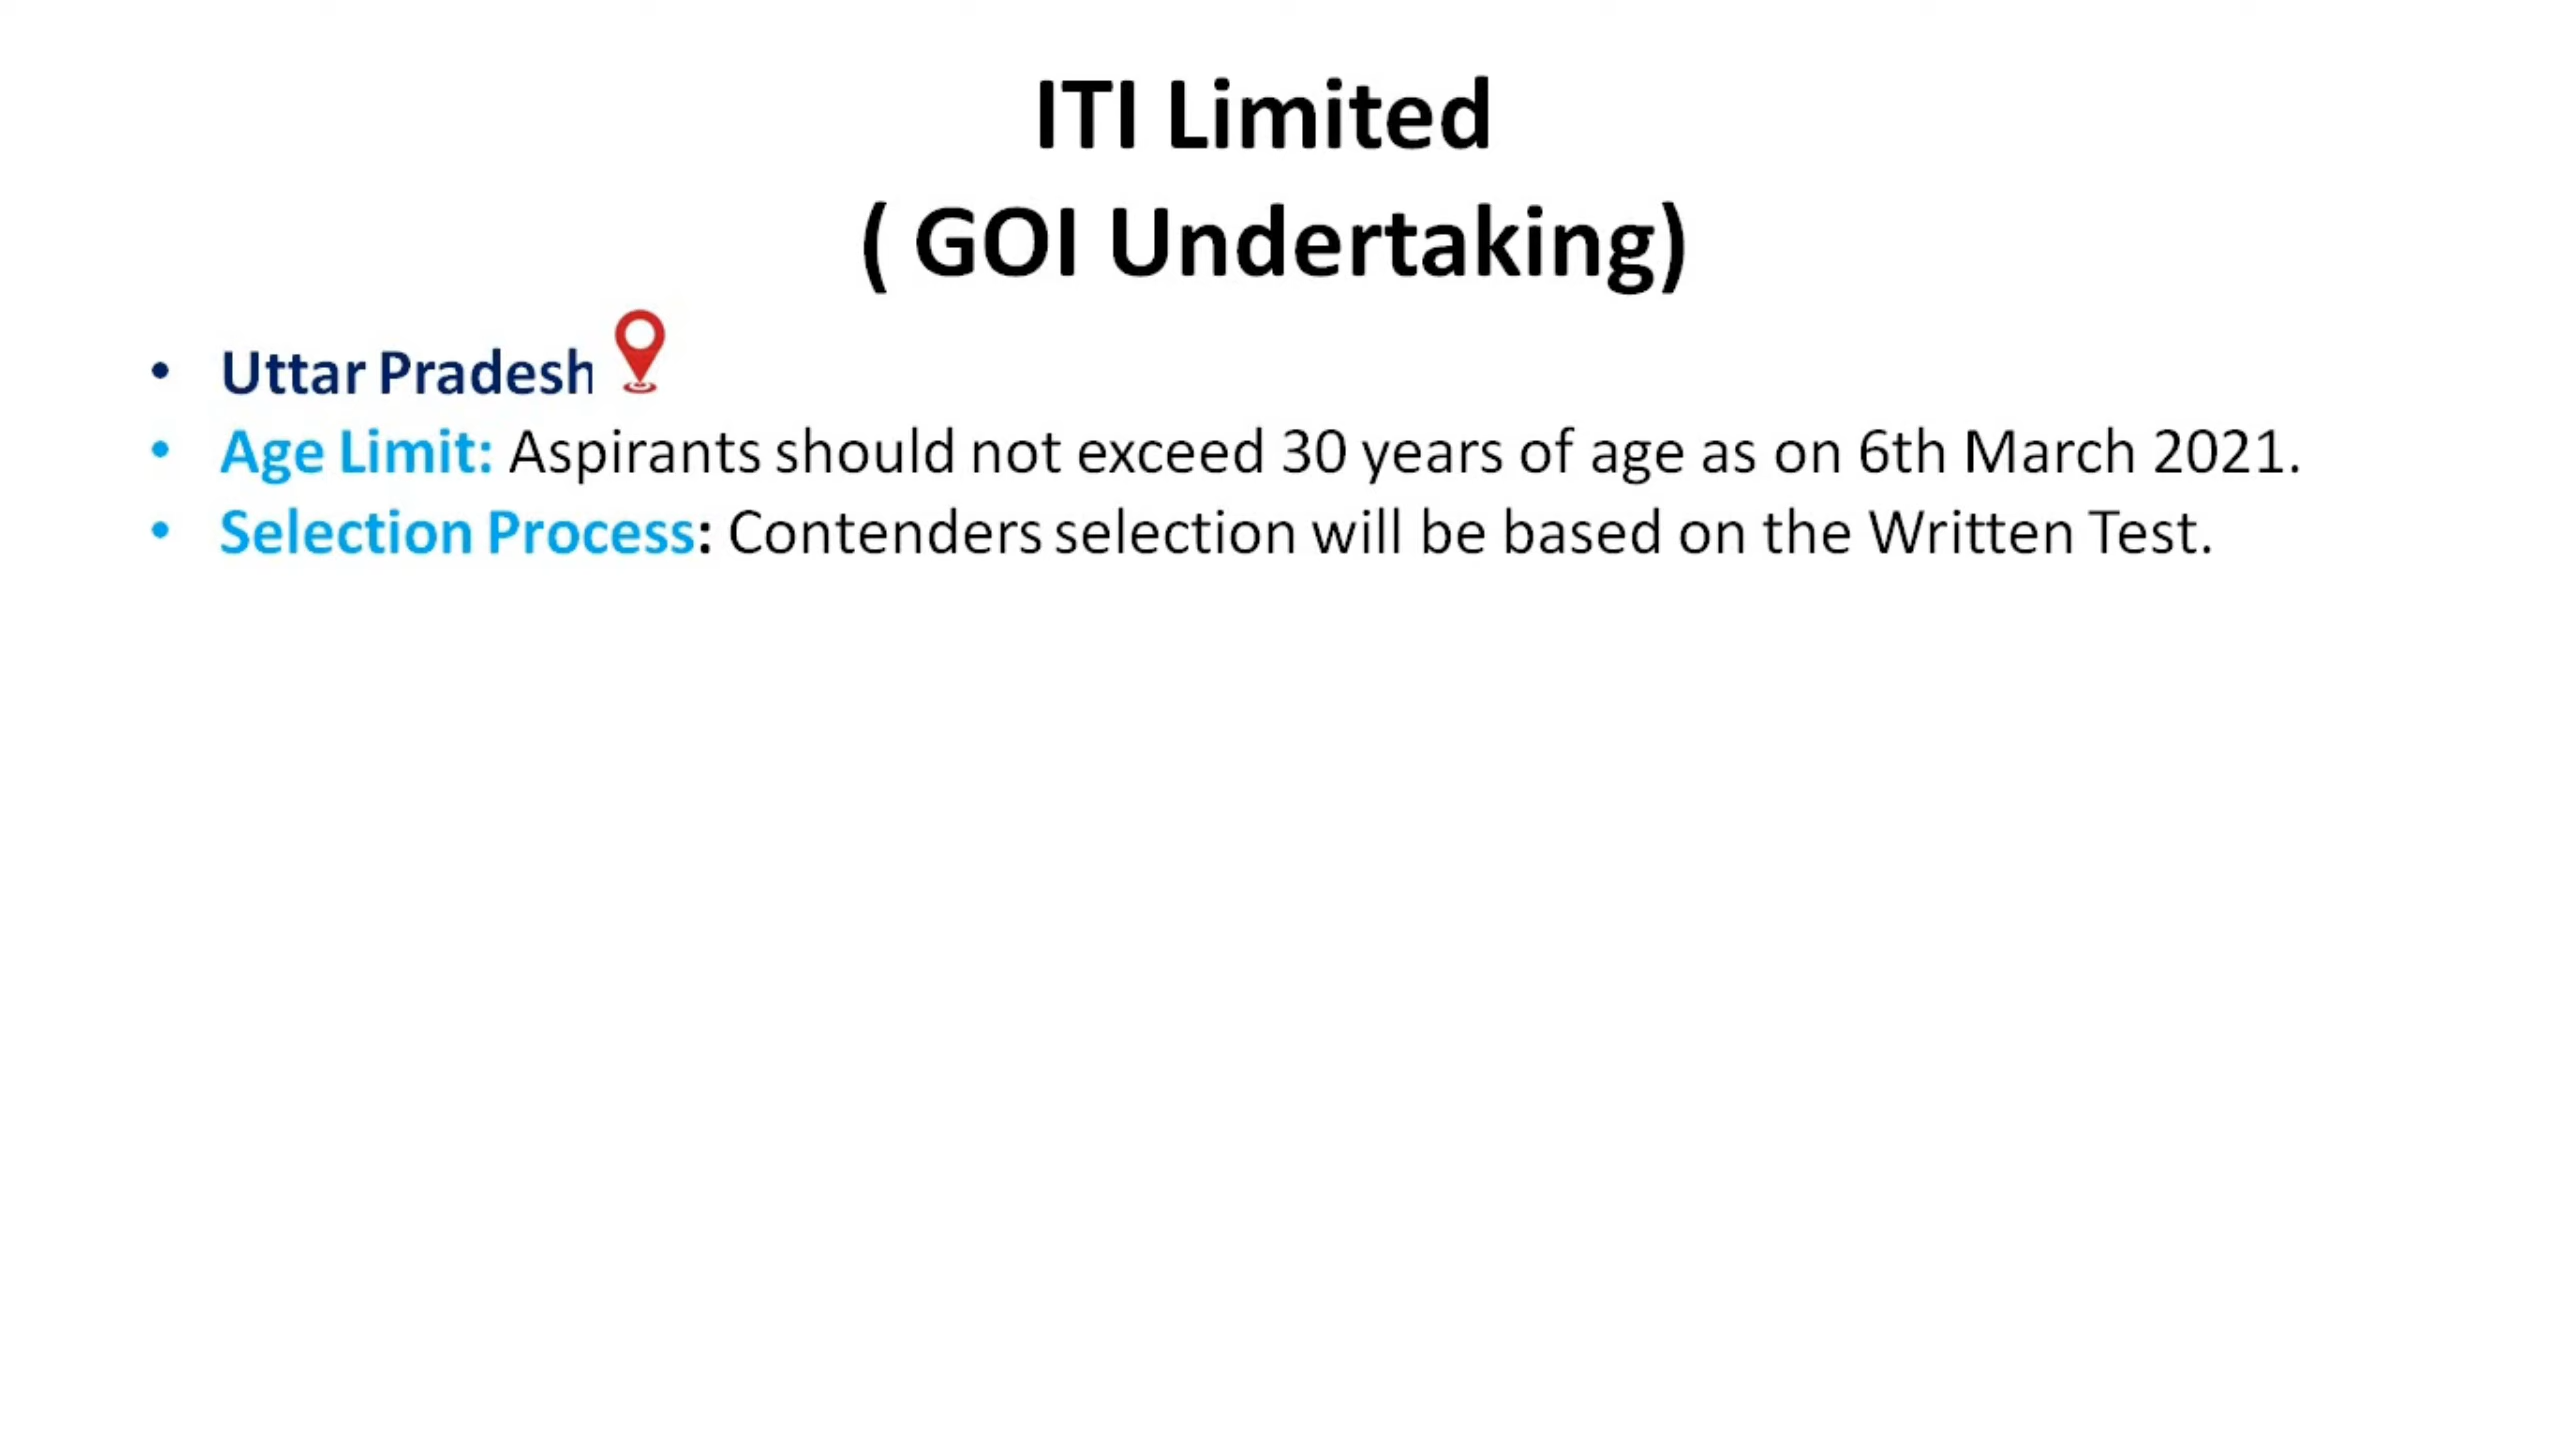 ITI Limited
( GOI Undertaking)
• Uttar Pradesh
• Age Limit: Aspirants should not exceed 30 years of age as on 6th March 2021.
• Selection Process: Contenders selection will be based on the Written Test.